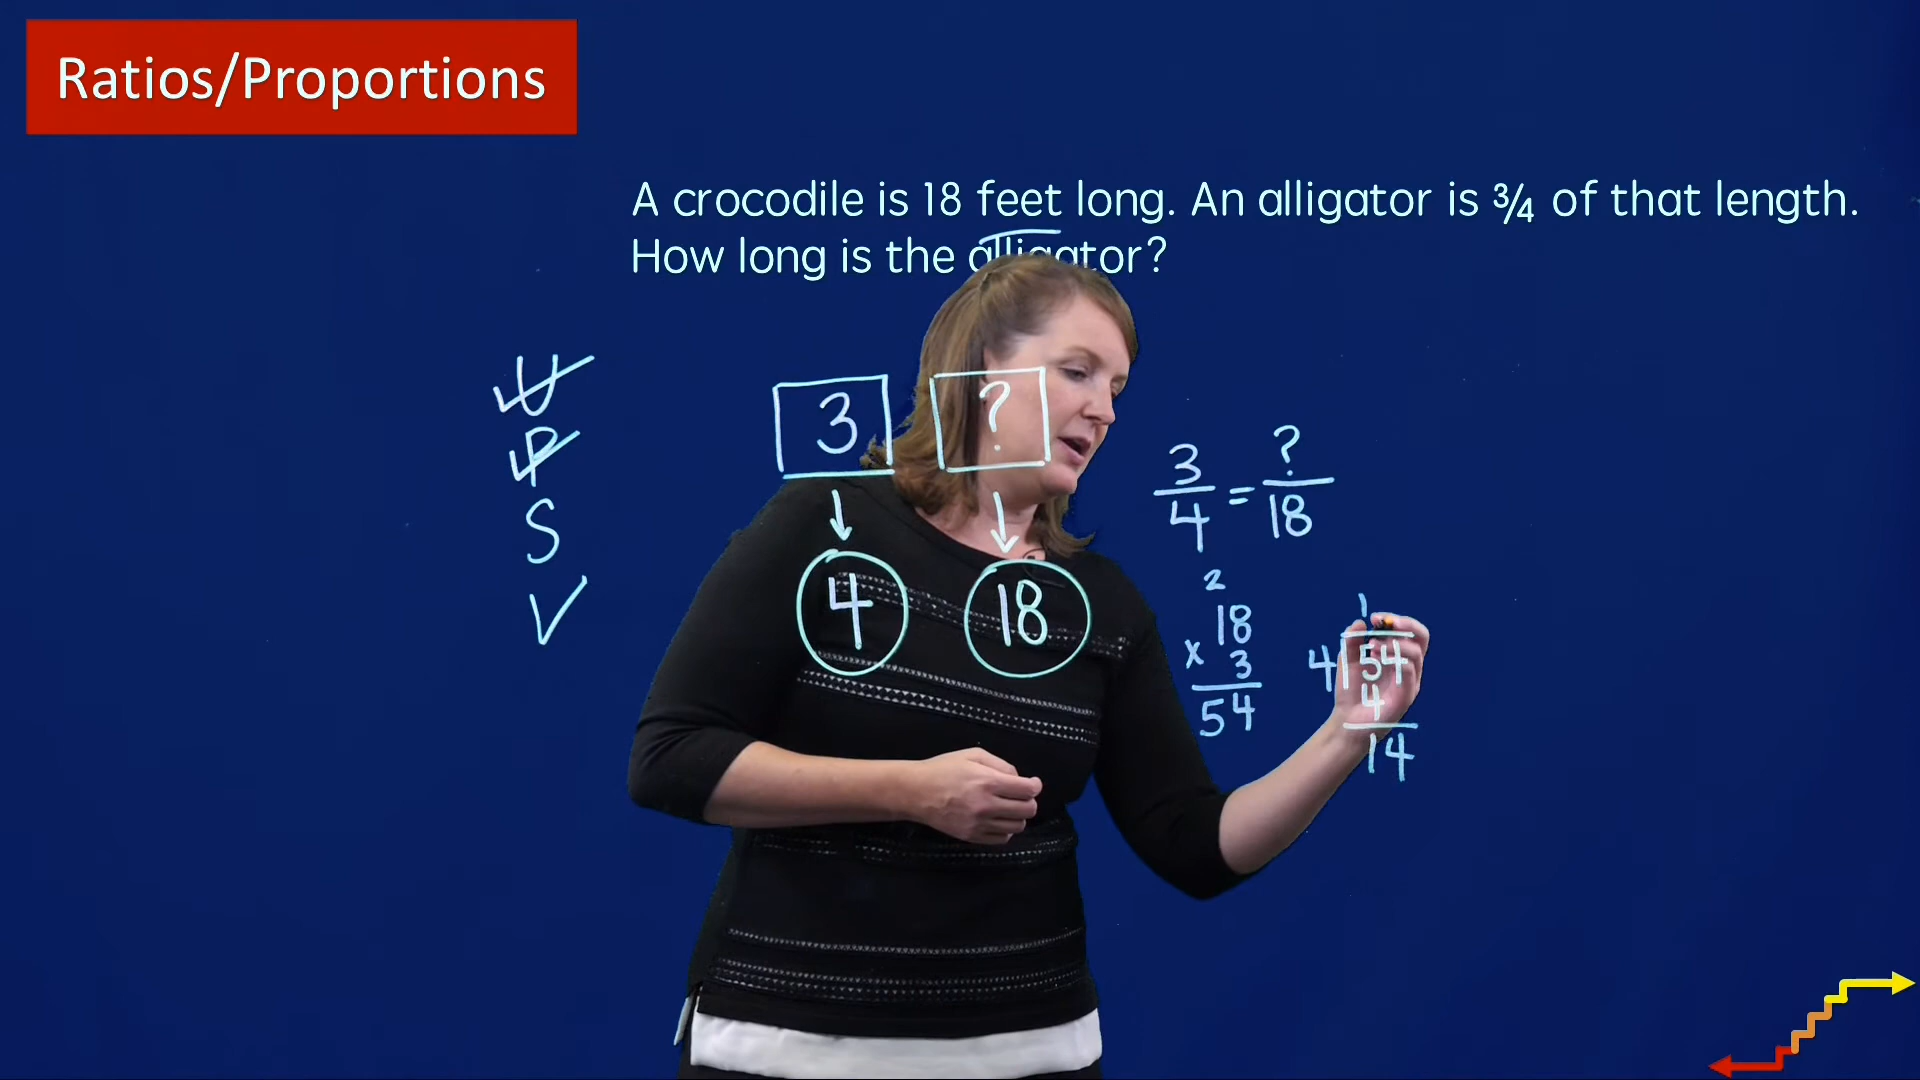 Ratios/Proportions
A crocodile is 18 feet long. An alligator is ¾ of that length.
How long is the alligator?
U
P
S
V
3 ?
4 18
3/4 = ?/18
2
18
x 3
54
1
4 54
4
14